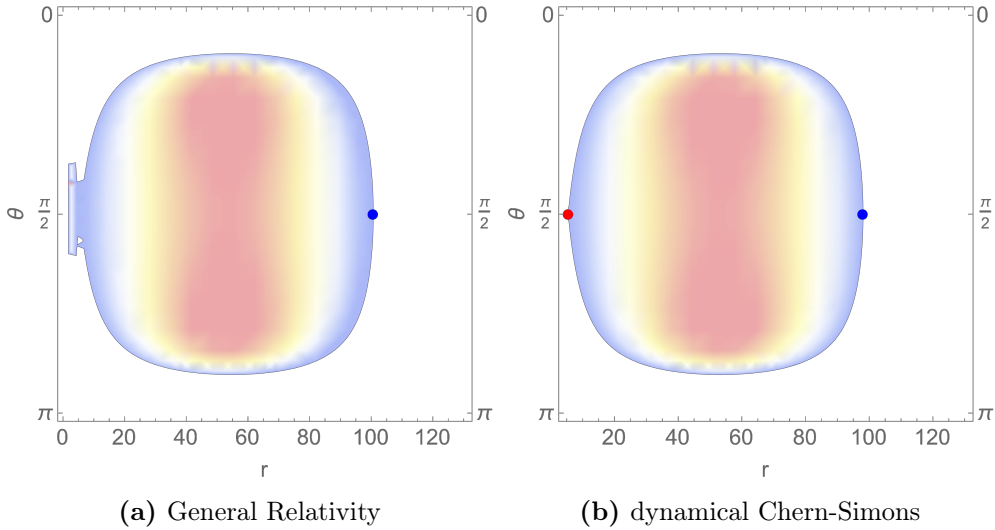 0 0 0 0
θ π/2 π/2 θ π/2 π/2
π π π π
0 20 40 60 80 100 120 20 40 60 80 100 120
r r
(a) General Relativity (b) dynamical Chern-Simons